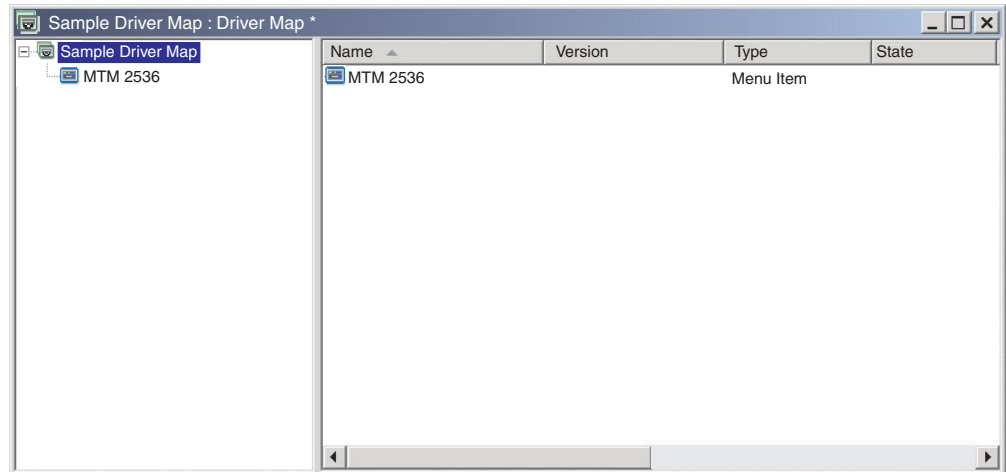 Sample Driver Map : Driver Map *
Sample Driver Map
MTM 2536
Name Version Type State
MTM 2536 Menu Item